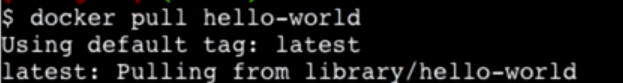 $ docker pull hello-world
Using default tag: latest
latest: Pulling from library/hello-world